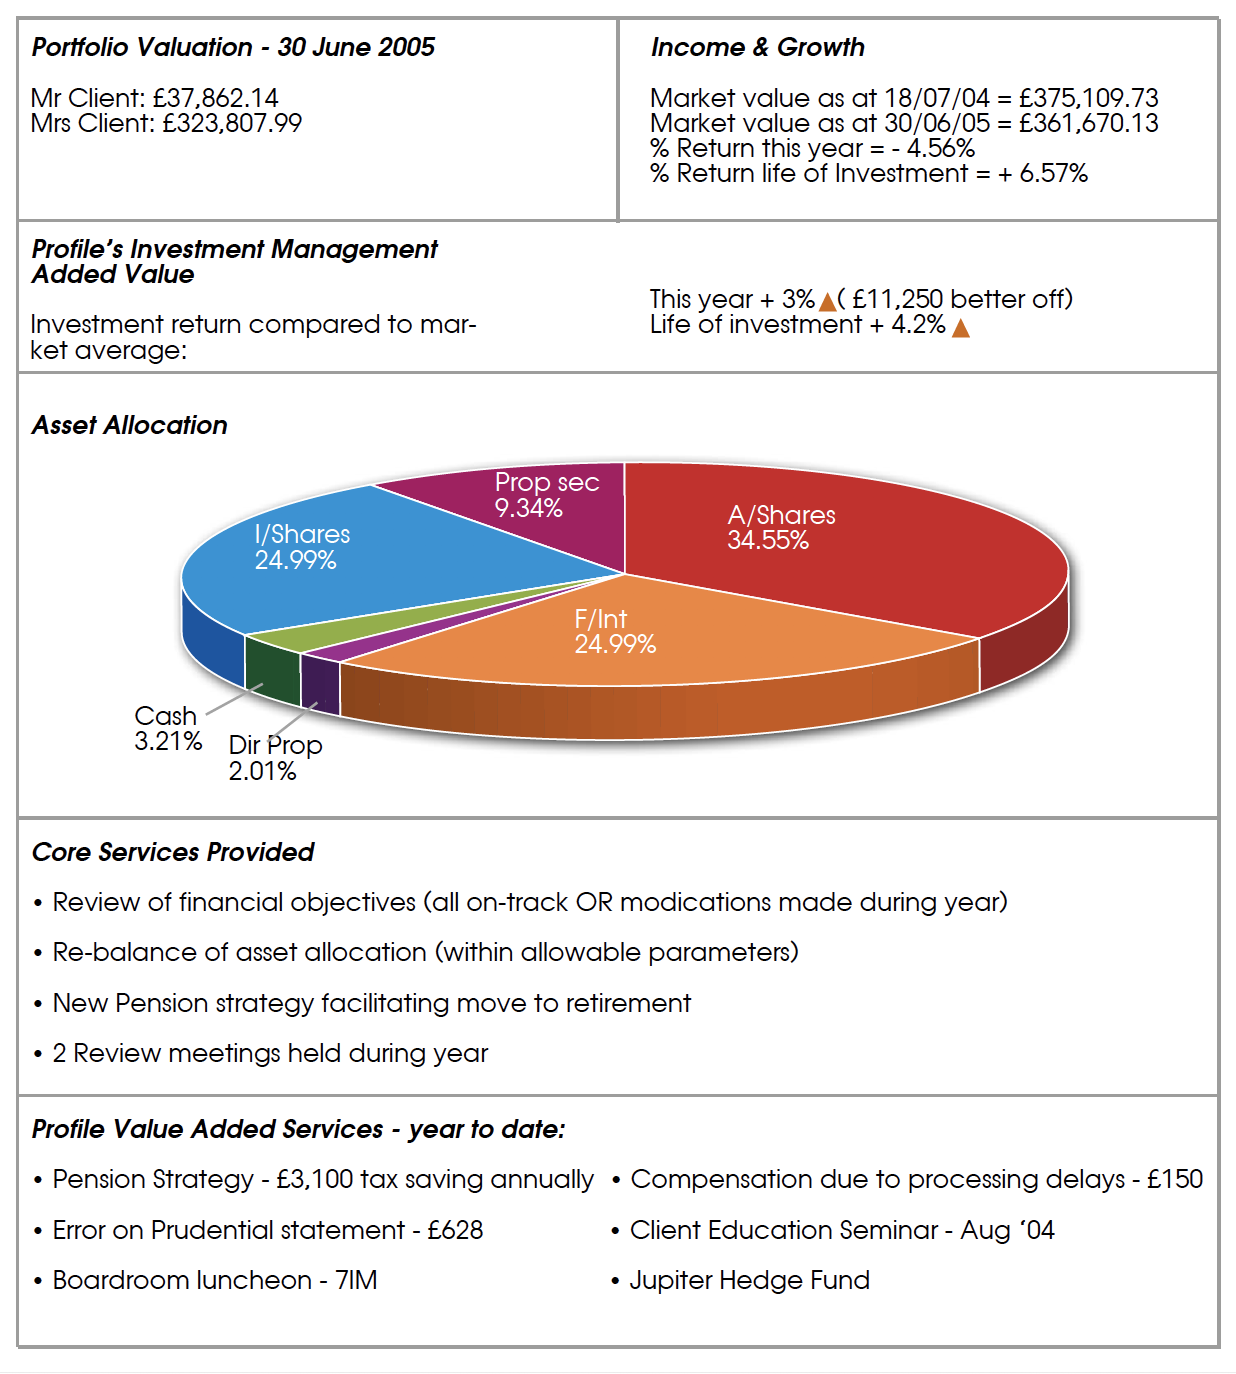 Portfolio Valuation - 30 June 2005
Mr Client: £37,862.14
Mrs Client: £323,807.99
Income & Growth
Market value as at 18/07/04 = £375,109.73
Market value as at 30/06/05 = £361,670.13
% Return this year = - 4.56%
% Return life of Investment = + 6.57%
Profile’s Investment Management
Added Value
Investment return compared to mar-
ket average:
This year + 3% ▲( £11,250 better off)
Life of investment + 4.2% ▲
Asset Allocation
Prop sec
9.34%
A/Shares
34.55%
I/Shares
24.99%
F/Int
24.99%
Cash
3.21%
Dir Prop
2.01%
Core Services Provided
• Review of financial objectives (all on-track OR modications made during year)
• Re-balance of asset allocation (within allowable parameters)
• New Pension strategy facilitating move to retirement
• 2 Review meetings held during year
Profile Value Added Services - year to date:
• Pension Strategy - £3,100 tax saving annually
• Error on Prudential statement - £628
• Boardroom luncheon - 7IM
• Compensation due to processing delays - £150
• Client Education Seminar - Aug ’04
• Jupiter Hedge Fund